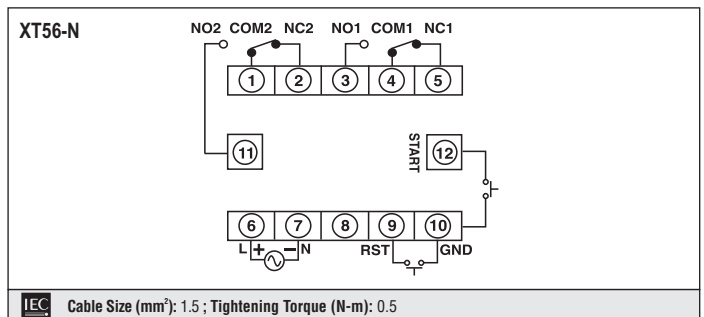 XT56-N
NO2 COM2 NC2 NO1 COM1 NC1
1 2 3 4 5
11 START 12
6 7 8 9 10
L + − N RST GND
IEC Cable Size (mm²): 1.5 ; Tightening Torque (N-m): 0.5